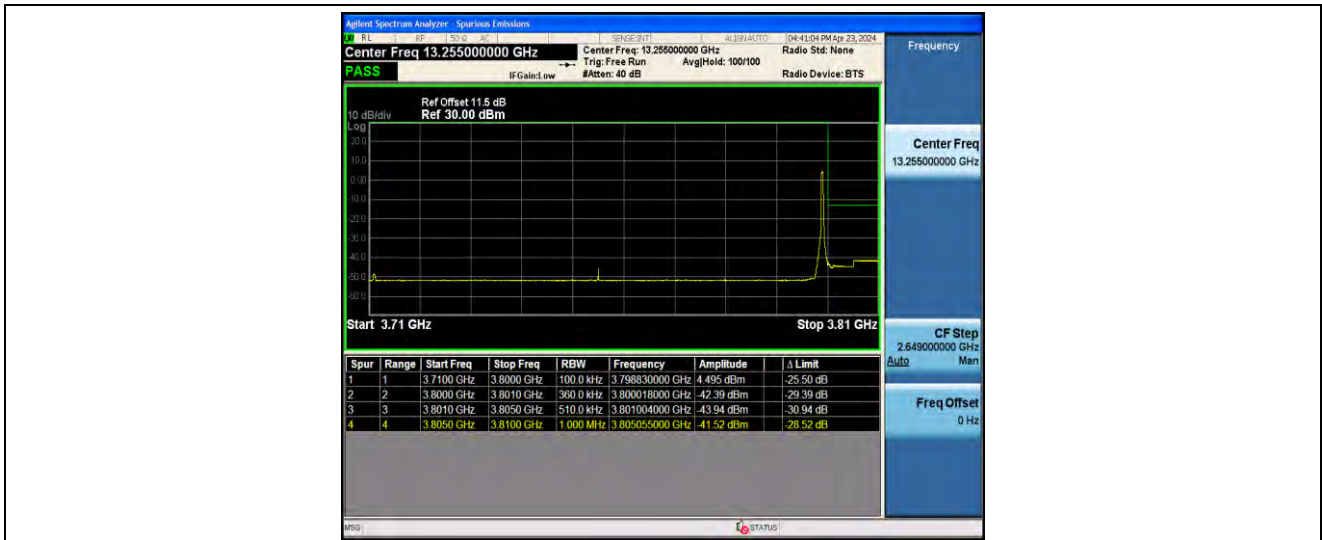 Agilent Spectrum Analyzer - Spurious Emissions
LXI RL RF 50 Ω AC SENSE:INT ALIGN AUTO 04:41:04 PM Apr 23, 2024
Center Freq 13.255000000 GHz
PASS
IFGain:Low
Center Freq: 13.255000000 GHz
Trig: Free Run Avg|Hold: 100/100
#Atten: 40 dB
Radio Std: None
Radio Device: BTS
Ref Offset 11.5 dB
10 dB/div Ref 30.00 dBm
Log
20.0
10.0
0.00
-10.0
-20.0
-30.0
-40.0
-50.0
-60.0
Start 3.71 GHz Stop 3.81 GHz
Spur Range Start Freq Stop Freq RBW Frequency Amplitude Δ Limit
1 1 3.7100 GHz 3.8000 GHz 100.0 kHz 3.798830000 GHz 4.495 dBm -25.50 dB
2 2 3.8000 GHz 3.8010 GHz 360.0 kHz 3.800018000 GHz -42.39 dBm -29.39 dB
3 3 3.8010 GHz 3.8050 GHz 510.0 kHz 3.801004000 GHz -43.94 dBm -30.94 dB
4 4 3.8050 GHz 3.8100 GHz 1.000 MHz 3.805055000 GHz -41.52 dBm -28.52 dB
MSG STATUS
Frequency
Center Freq
13.255000000 GHz
CF Step
2.649000000 GHz
Auto Man
Freq Offset
0 Hz